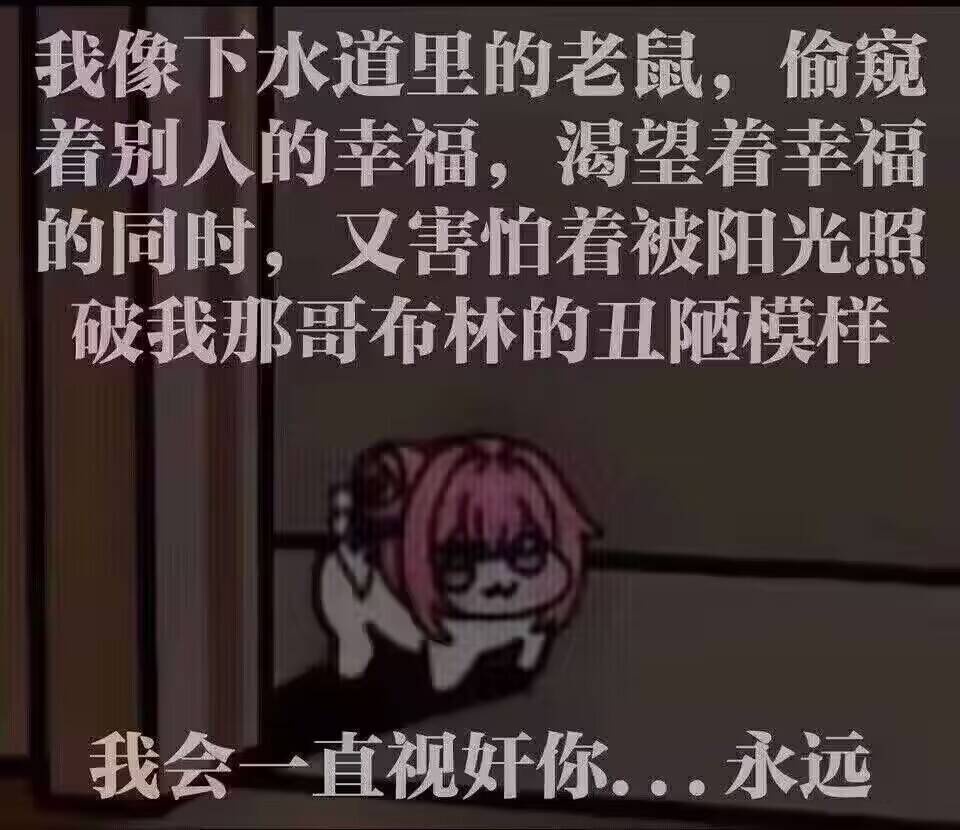 我像下水道里的老鼠，偷窥
着别人的幸福，渴望着幸福
的同时，又害怕着被阳光照
破我那哥布林的丑陋模样
我会一直视奸你...永远